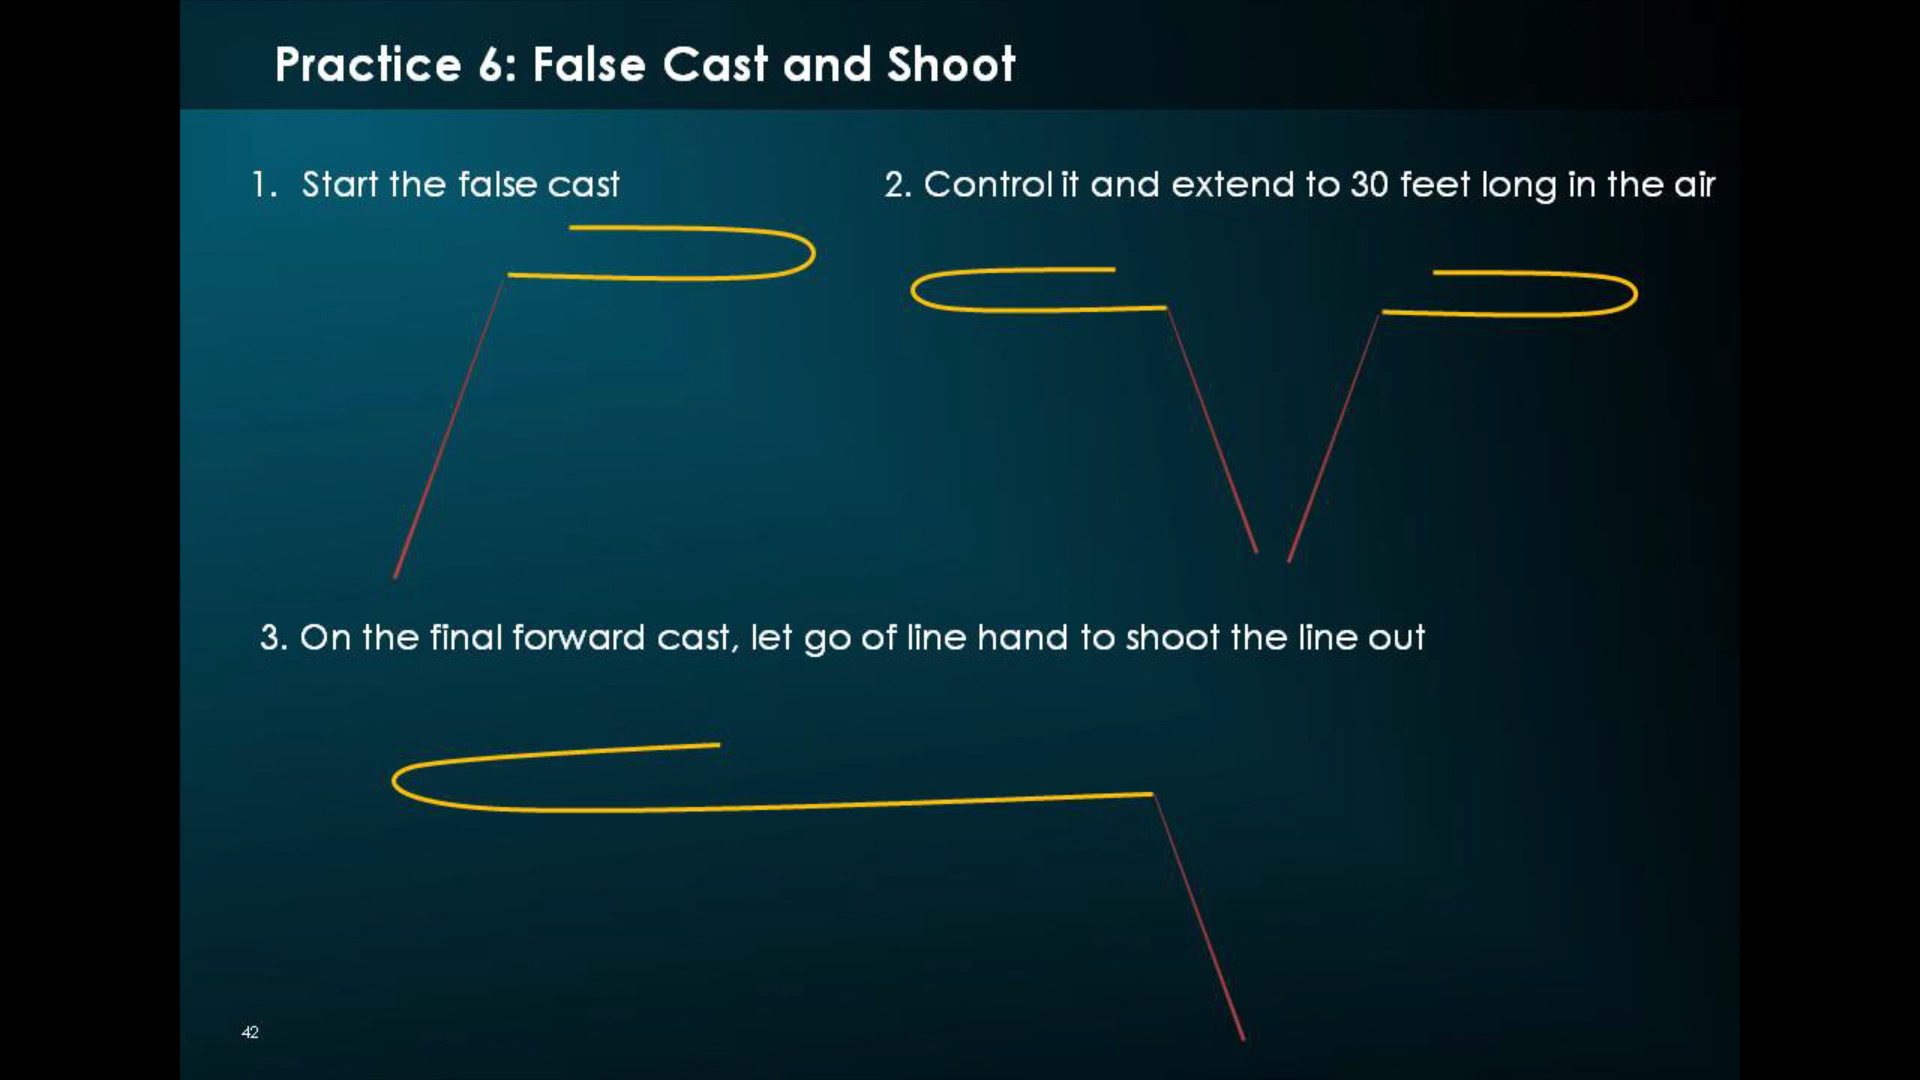 Practice 6: False Cast and Shoot
1. Start the false cast
2. Control it and extend to 30 feet long in the air
3. On the final forward cast, let go of line hand to shoot the line out
42